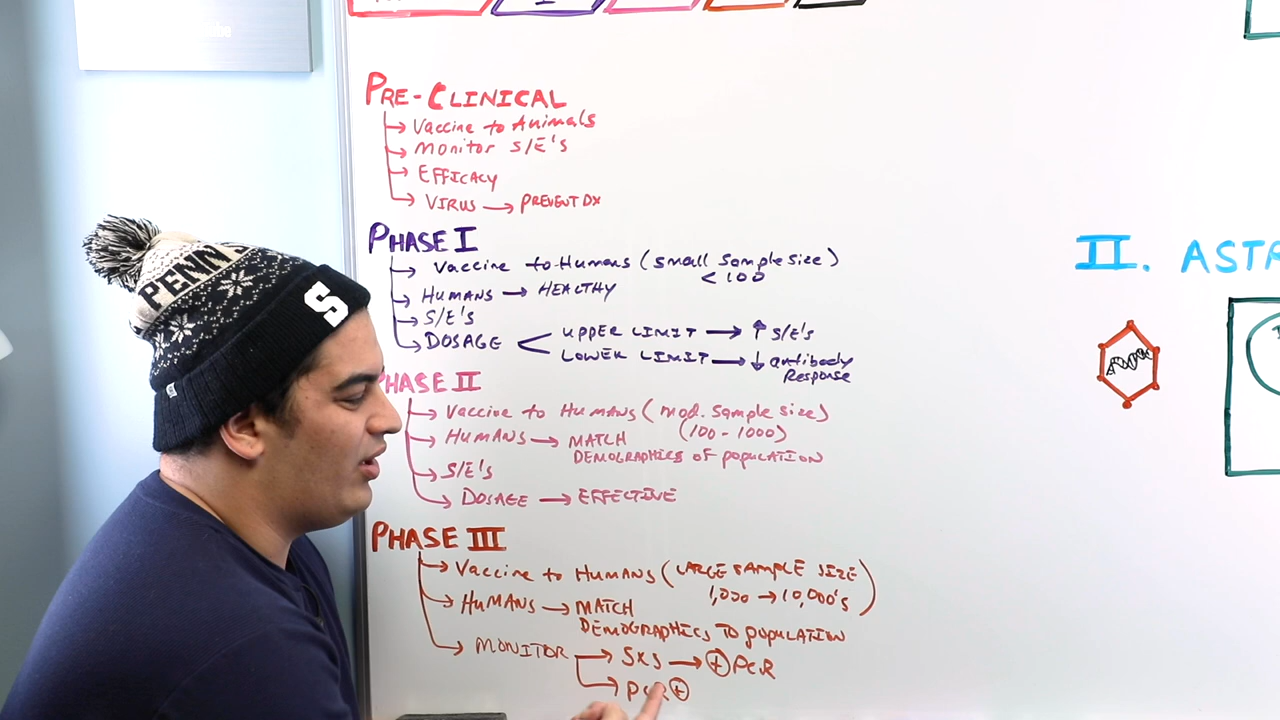 PRE-CLINICAL
Vaccine to Animals
Monitor S/E's
EFFICACY
VIRUS → PREVENT DX
PHASE I
Vaccine to Humans (small sample size)
< 100
HUMANS → HEALTHY
S/E's
DOSAGE < UPPER LIMIT → ↑ S/E's
LOWER LIMIT → ↓ antibody
Response
PHASE II
Vaccine to HUMANS (mod. sample size)
(100 - 1000)
HUMANS → MATCH
DEMOGRAPHICS OF POPULATION
S/E's
DOSAGE → EFFECTIVE
PHASE III
Vaccine to HUMANS (LARGE SAMPLE SIZE)
1,000 → 10,000's
HUMANS → MATCH
DEMOGRAPHICS TO POPULATION
MONITOR → SXS → + PCR
PCR +
II. ASTR
PENN S
S